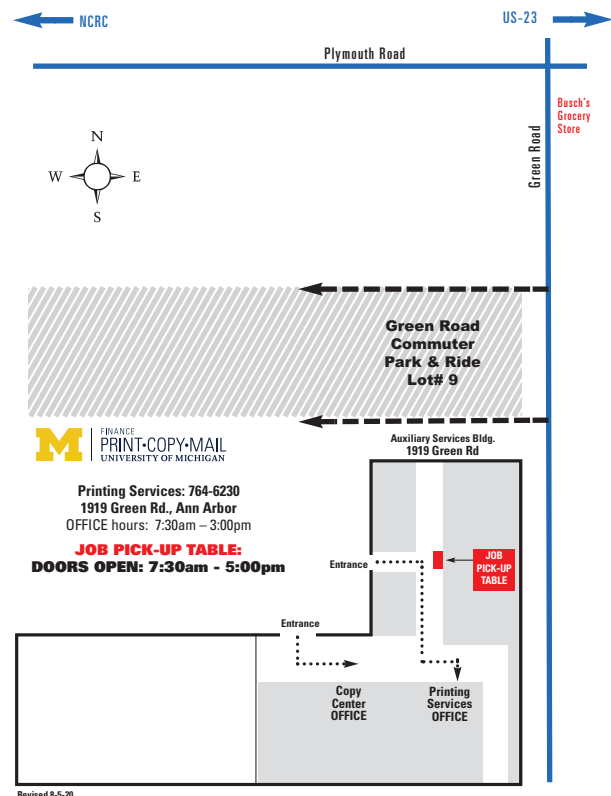 NCRC
US-23
Plymouth Road
Busch's
Grocery
Store
Green Road
N
W E
S
Green Road
Commuter
Park & Ride
Lot# 9
M
FINANCE
PRINT•COPY•MAIL
UNIVERSITY OF MICHIGAN
Auxiliary Services Bldg.
1919 Green Rd
Printing Services: 764-6230
1919 Green Rd., Ann Arbor
OFFICE hours: 7:30am – 3:00pm
JOB PICK-UP TABLE:
DOORS OPEN: 7:30am - 5:00pm
Entrance
JOB
PICK-UP
TABLE
Entrance
Copy
Center
OFFICE
Printing
Services
OFFICE
Revised 8-5-20